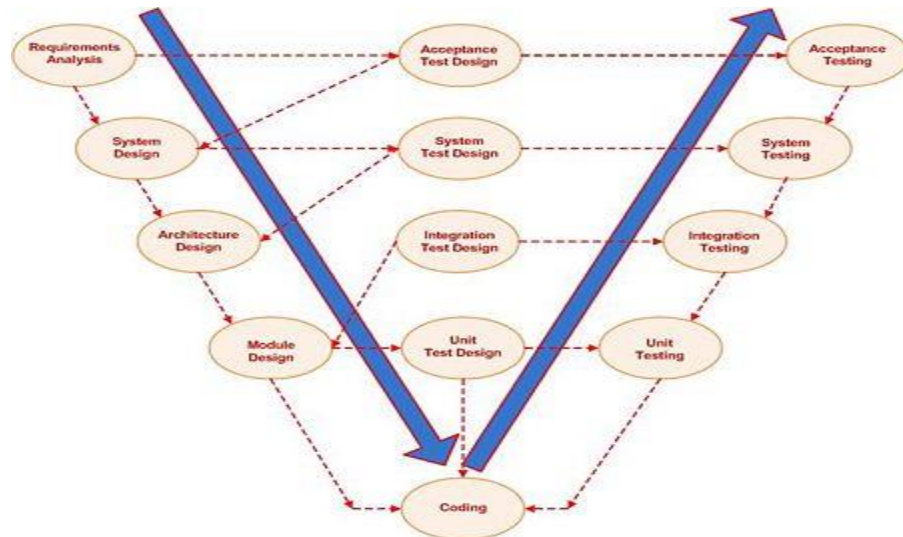 Requirements
Analysis
Acceptance
Test Design
Acceptance
Testing
System
Design
System
Test Design
System
Testing
Architecture
Design
Integration
Test Design
Integration
Testing
Module
Design
Unit
Test Design
Unit
Testing
Coding